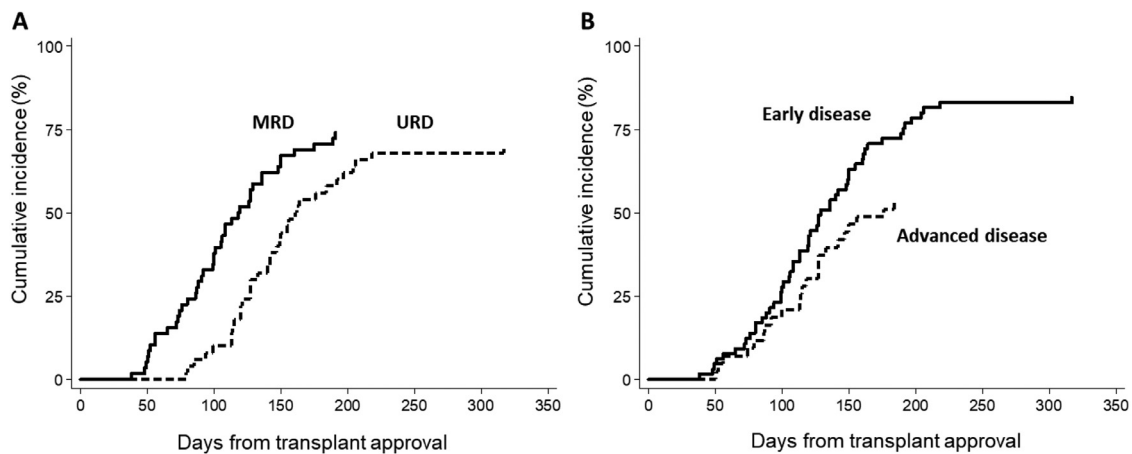 A
Cumulative incidence (%)
100
75
50
25
0
MRD
URD
0 50 100 150 200 250 300 350
Days from transplant approval
B
Cumulative incidence (%)
100
75
50
25
0
Early disease
Advanced disease
0 50 100 150 200 250 300 350
Days from transplant approval